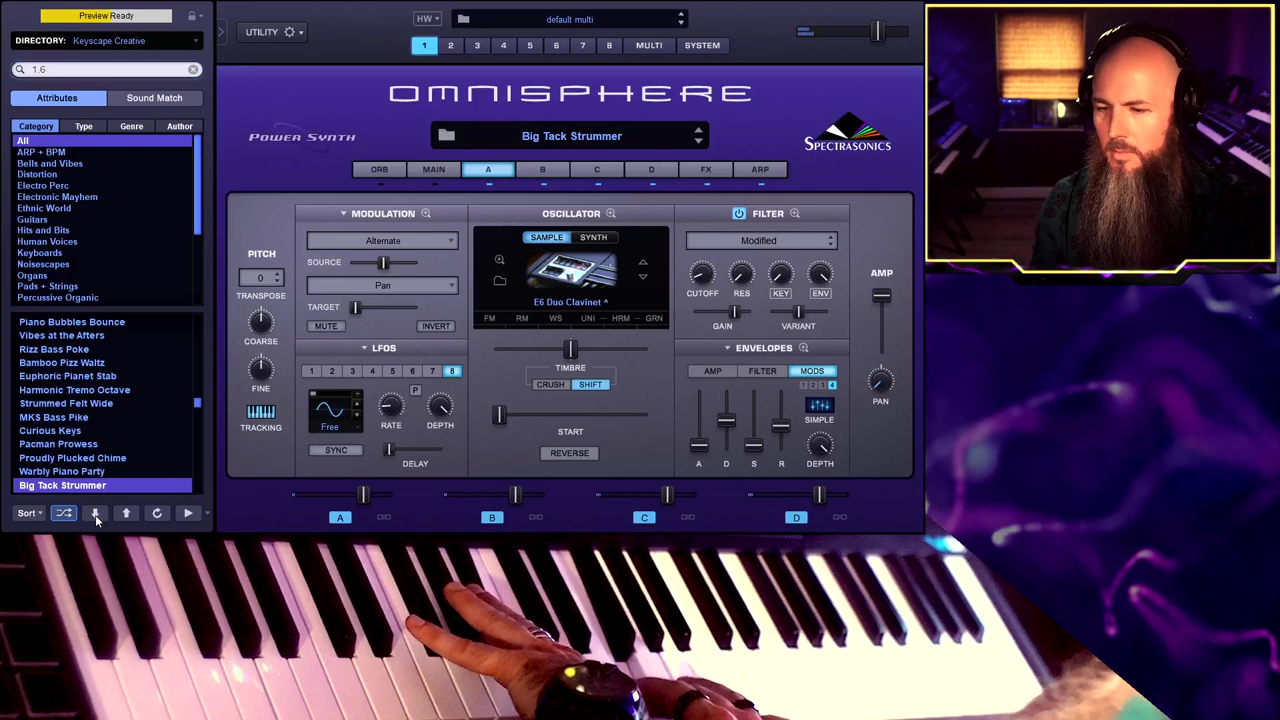 Preview Ready
DIRECTORY: Keyscape Creative
1.6
Attributes Sound Match
Category Type Genre Author
All
ARP + BPM
Bells and Vibes
Distortion
Electro Perc
Electronic Mayhem
Ethnic World
Guitars
Hits and Bits
Human Voices
Keyboards
Noisescapes
Organs
Pads + Strings
Percussive Organic
Piano Bubbles Bounce
Vibes at the Afters
Rizz Bass Poke
Bamboo Pizz Waltz
Euphoric Planet Stab
Harmonic Tremo Octave
Strummed Felt Wide
MKS Bass Pike
Curious Keys
Pacman Prowess
Proudly Plucked Chime
Warbly Piano Party
Big Tack Strummer
Sort
UTILITY
HW
default multi
1 2 3 4 5 6 7 8 MULTI SYSTEM
OMNISPHERE
POWER SYNTH
Big Tack Strummer
SPECTRASONICS
ORB MAIN A B C D FX ARP
PITCH
0
TRANSPOSE
COARSE
FINE
TRACKING
MODULATION
Alternate
SOURCE
Pan
TARGET
MUTE INVERT
LFOS
1 2 3 4 5 6 7 8
P
Free
RATE DEPTH
SYNC
DELAY
OSCILLATOR
SAMPLE SYNTH
E6 Duo Clavinet ^
FM RM WS UNI HRM GRN
TIMBRE
CRUSH SHIFT
START
REVERSE
FILTER
Modified
CUTOFF RES KEY ENV
GAIN VARIANT
ENVELOPES
AMP FILTER MODS
1 2 3 4
SIMPLE
A D S R DEPTH
AMP
PAN
A B C D